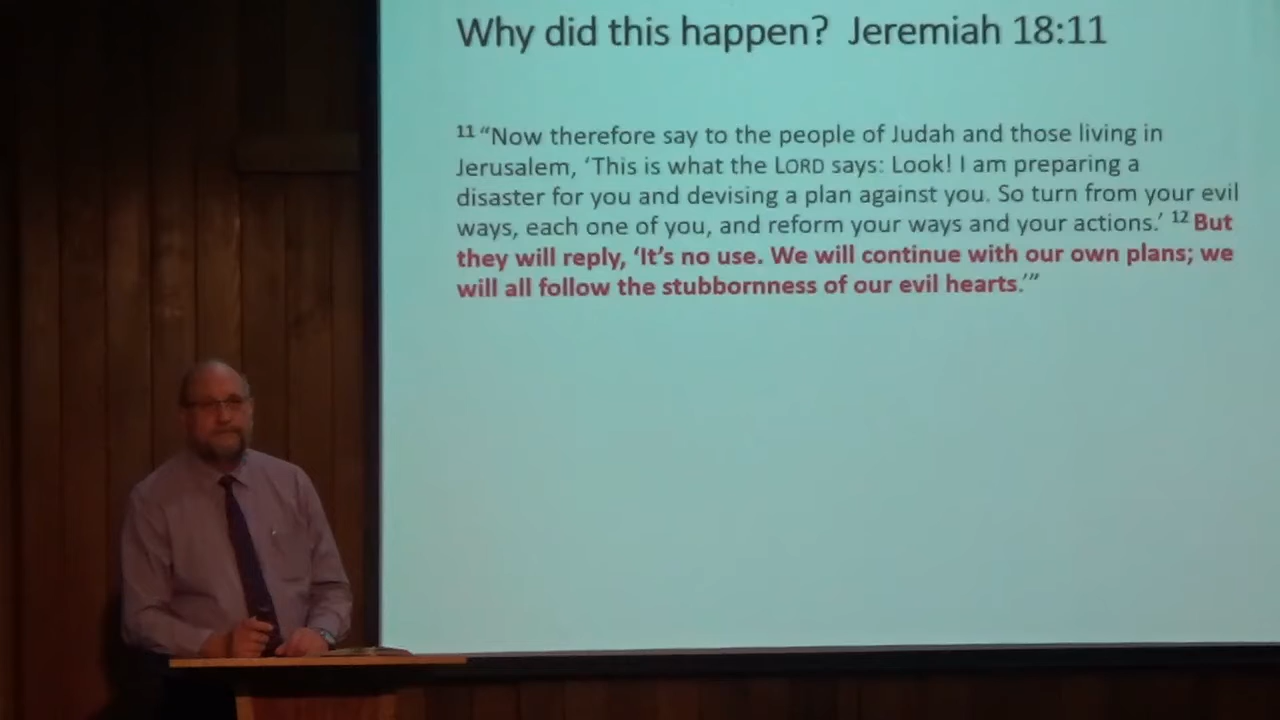 Why did this happen?  Jeremiah 18:11
11 “Now therefore say to the people of Judah and those living in
Jerusalem, ‘This is what the LORD says: Look! I am preparing a
disaster for you and devising a plan against you. So turn from your evil
ways, each one of you, and reform your ways and your actions.’ 12 But
they will reply, ‘It’s no use. We will continue with our own plans; we
will all follow the stubbornness of our evil hearts.’”